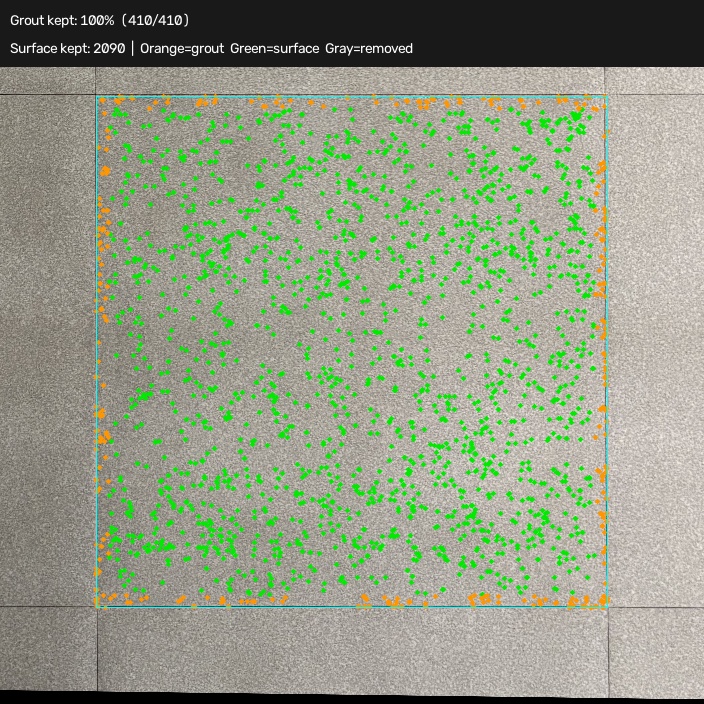 Grout kept: 100% (410/410)
Surface kept: 2090 | Orange=grout Green=surface Gray=removed